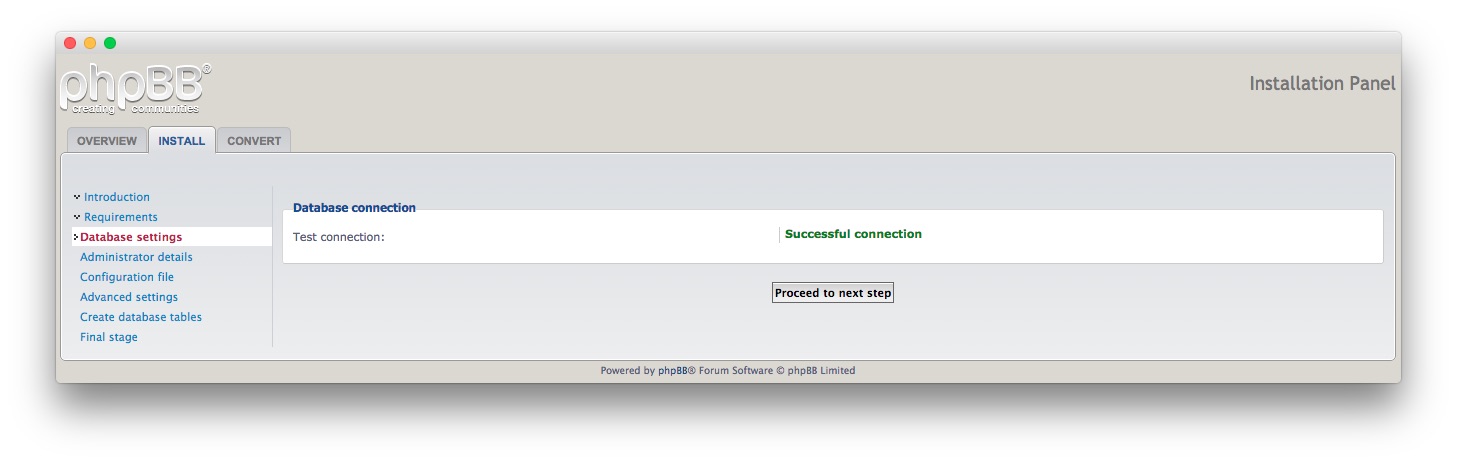 phpBB®
creating communities
Installation Panel
OVERVIEW INSTALL CONVERT
Introduction
Requirements
Database settings
Administrator details
Configuration file
Advanced settings
Create database tables
Final stage
Database connection
Test connection: Successful connection
Proceed to next step
Powered by phpBB® Forum Software © phpBB Limited